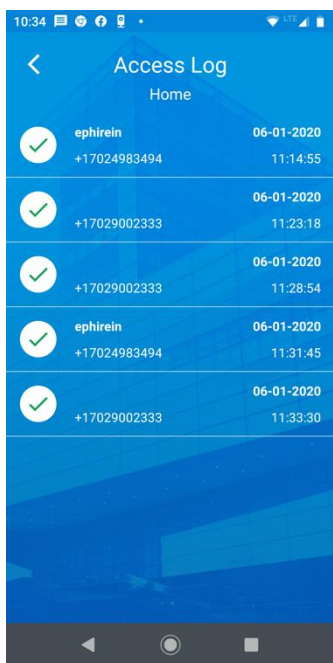 10:34 LTE
Access Log
Home
ephirein 06-01-2020
+17024983494 11:14:55
06-01-2020
+17029002333 11:23:18
06-01-2020
+17029002333 11:28:54
ephirein 06-01-2020
+17024983494 11:31:45
06-01-2020
+17029002333 11:33:30